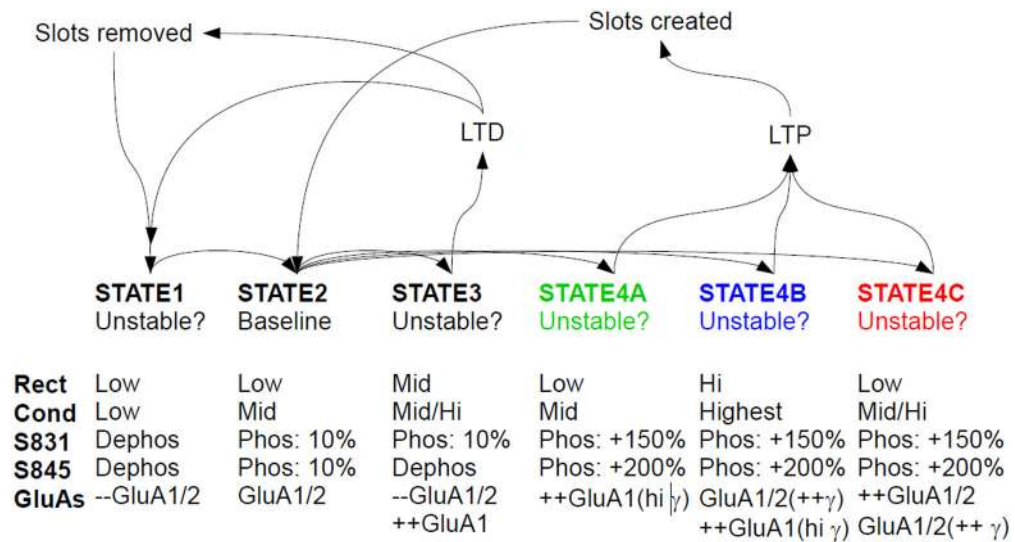 Slots removed
Slots created
LTD
LTP
STATE1 STATE2 STATE3 STATE4A STATE4B STATE4C
Unstable? Baseline Unstable? Unstable? Unstable? Unstable?
Rect Low Low Mid Low Hi Low
Cond Low Mid Mid/Hi Mid Highest Mid/Hi
S831 Dephos Phos: 10% Phos: 10% Phos: +150% Phos: +150% Phos: +150%
S845 Dephos Phos: 10% Dephos Phos: +200% Phos: +200% Phos: +200%
GluAs --GluA1/2 GluA1/2 --GluA1/2 ++GluA1(hi γ) GluA1/2(++γ) ++GluA1/2
++GluA1 ++GluA1(hi γ) GluA1/2(++ γ)